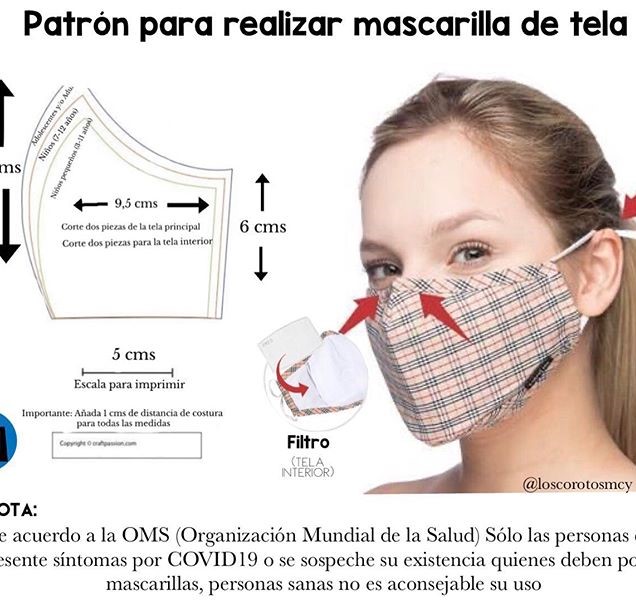 Patrón para realizar mascarilla de tela
Adolescentes y/o Adu.
Niños (7-12 años)
Niños pequeños (3-11 años)
ms
9,5 cms
6 cms
Corte dos piezas de la tela principal
Corte dos piezas para la tela interior
5 cms
Escala para imprimir
Importante: Añada 1 cms de distancia de costura
para todas las medidas
Copyright © craftpassion.com
Filtro
(TELA
INTERIOR)
@loscorotosmcy
OTA:
e acuerdo a la OMS (Organización Mundial de la Salud) Sólo las personas
esente síntomas por COVID19 o se sospeche su existencia quienes deben po
mascarillas, personas sanas no es aconsejable su uso